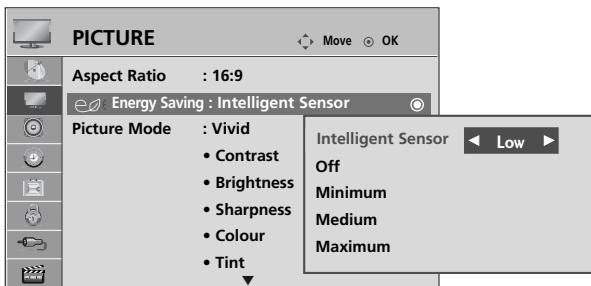 PICTURE
Move OK
Aspect Ratio : 16:9
Energy Saving : Intelligent Sensor
Picture Mode : Vivid
• Contrast
• Brightness
• Sharpness
• Colour
• Tint
Intelligent Sensor ◄ Low ►
Off
Minimum
Medium
Maximum